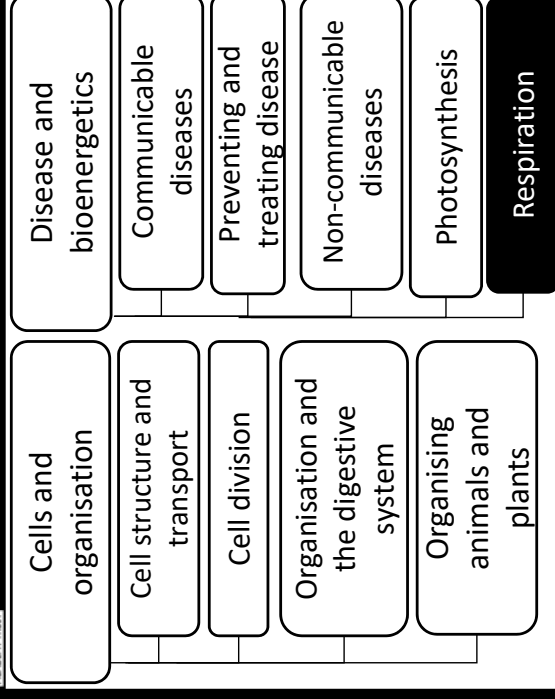 Cells and
organisation
Cell structure and
transport
Cell division
Organisation and
the digestive
system
Organising
animals and
plants
Disease and
bioenergetics
Communicable
diseases
Preventing and
treating disease
Non-communicable
diseases
Photosynthesis
Respiration